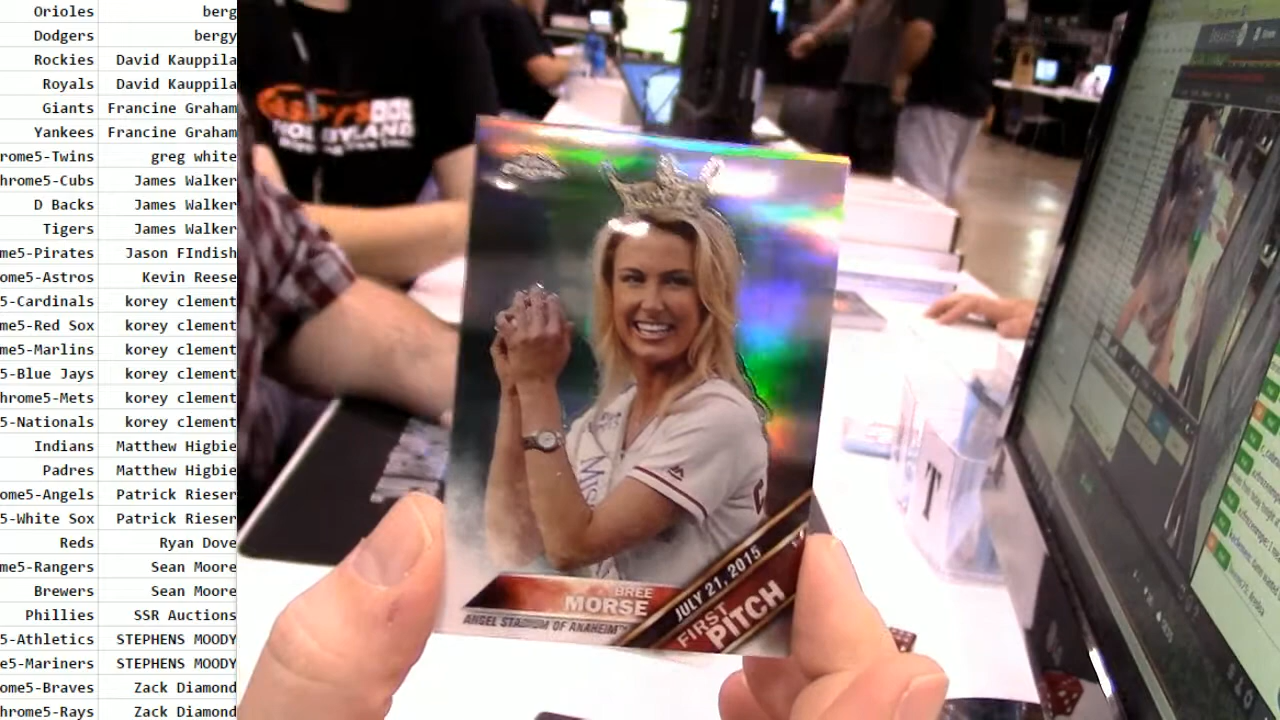 Orioles berg
Dodgers bergy
Rockies David Kauppila
Royals David Kauppila
Giants Francine Graham
Yankees Francine Graham
rome5-Twins greg white
hrome5-Cubs James Walker
D Backs James Walker
Tigers James Walker
me5-Pirates Jason FIndish
ome5-Astros Kevin Reese
5-Cardinals korey clement
me5-Red Sox korey clement
me5-Marlins korey clement
5-Blue Jays korey clement
hrome5-Mets korey clement
5-Nationals korey clement
Indians Matthew Higbie
Padres Matthew Higbie
ome5-Angels Patrick Rieser
5-White Sox Patrick Rieser
Reds Ryan Dove
me5-Rangers Sean Moore
Brewers Sean Moore
Phillies SSR Auctions
5-Athletics STEPHENS MOODY
me5-Mariners STEPHENS MOODY
ome5-Braves Zack Diamond
hrome5-Rays Zack Diamond
HOBBYLAND
Mis
BREE
MORSE
ANGEL STADIUM OF ANAHEIM
JULY 21, 2015
FIRST
PITCH
T